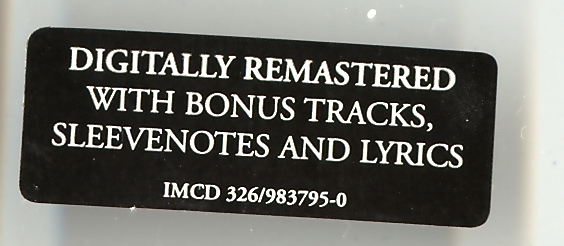 DIGITALLY REMASTERED
WITH BONUS TRACKS,
SLEEVENOTES AND LYRICS
IMCD 326/983795-0